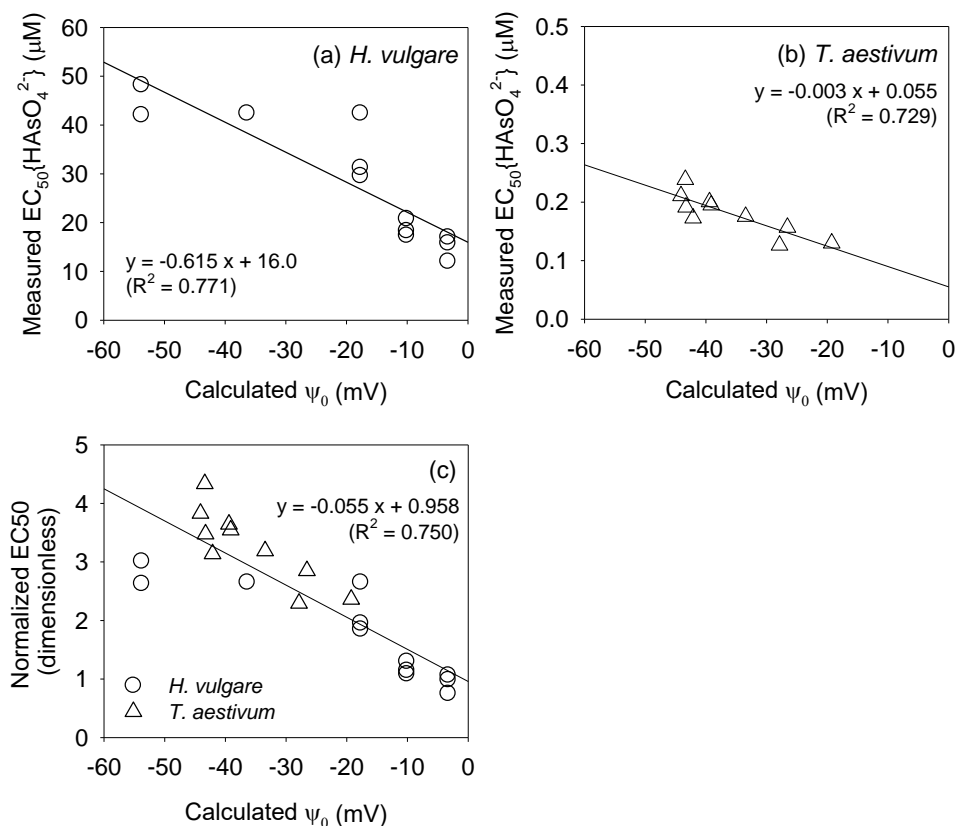 Measured EC₅₀{HAsO₄²⁻} (μM)
60
50
40
30
20
10
0
(a) H. vulgare
y = -0.615 x + 16.0
(R² = 0.771)
-60 -50 -40 -30 -20 -10 0
Calculated ψ₀ (mV)
Measured EC₅₀{HAsO₄²⁻} (μM)
0.5
0.4
0.3
0.2
0.1
0.0
(b) T. aestivum
y = -0.003 x + 0.055
(R² = 0.729)
-60 -50 -40 -30 -20 -10 0
Calculated ψ₀ (mV)
Normalized EC50
(dimensionless)
5
4
3
2
1
0
(c)
y = -0.055 x + 0.958
(R² = 0.750)
H. vulgare
T. aestivum
-60 -50 -40 -30 -20 -10 0
Calculated ψ₀ (mV)